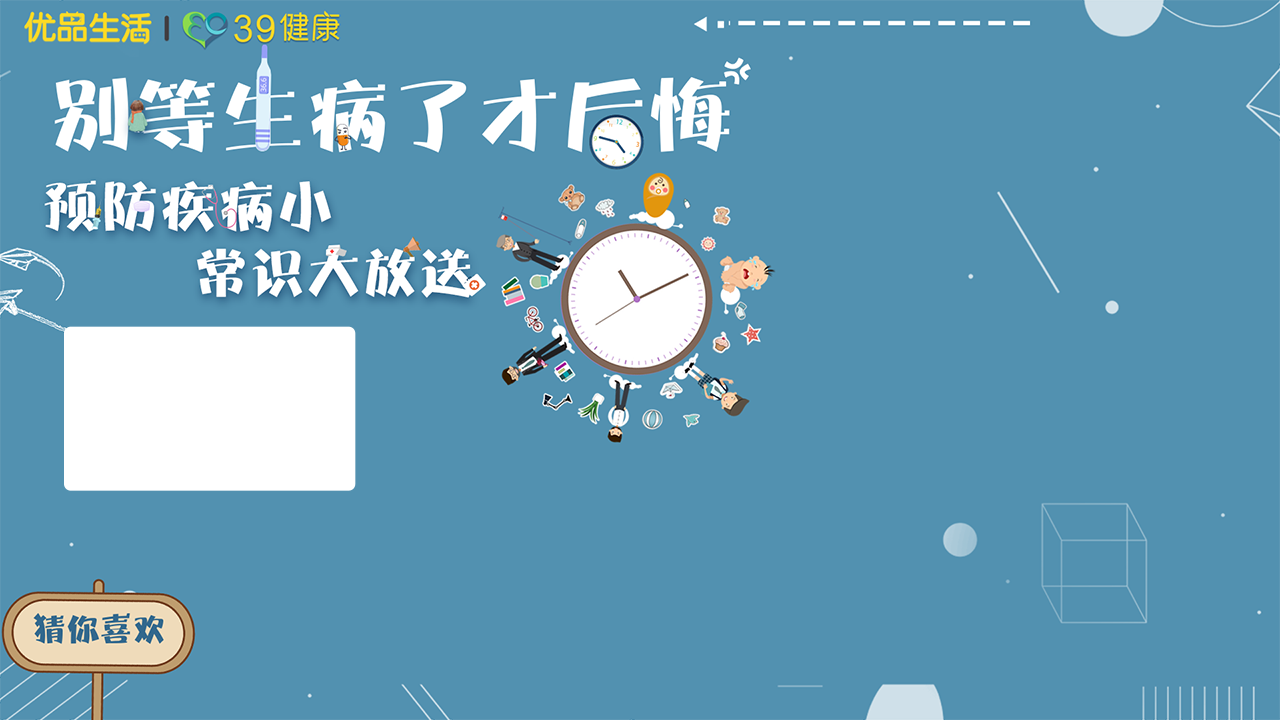 优品生活 39健康
别等生病了才后悔
预防疾病小
常识大放送
猜你喜欢